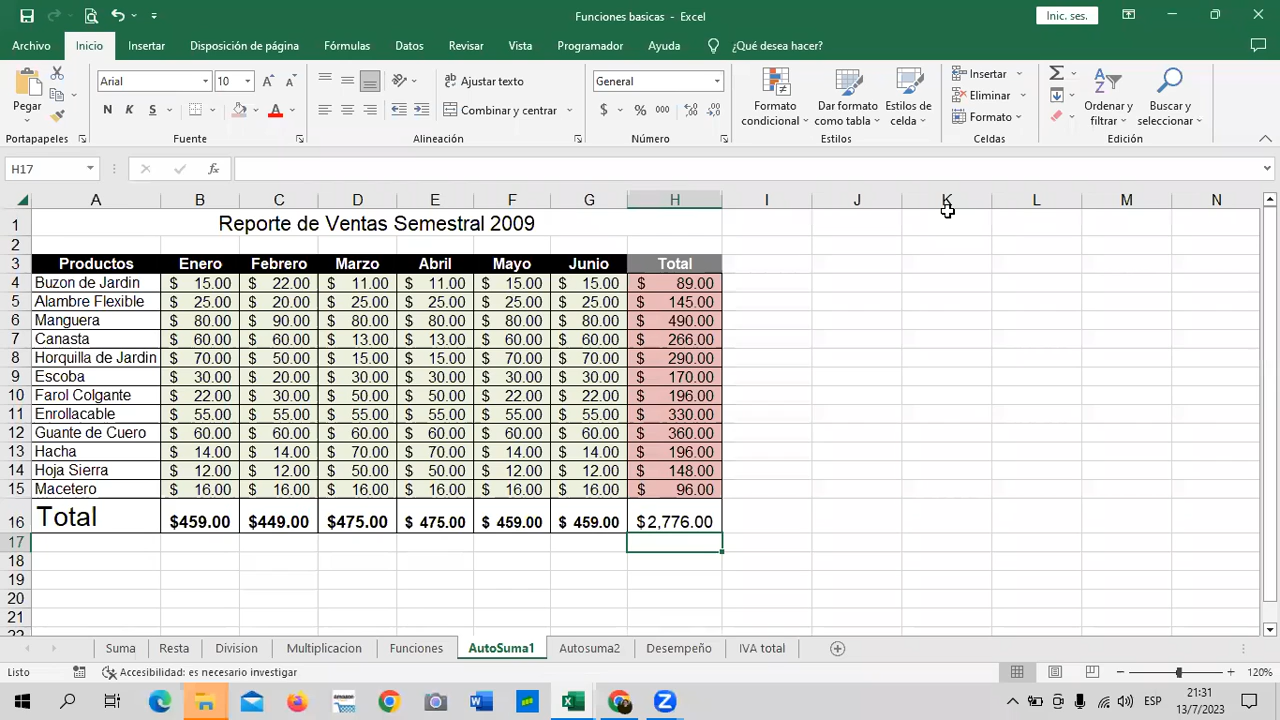 Funciones basicas - Excel
Inic. ses.
Archivo Inicio Insertar Disposición de página Fórmulas Datos Revisar Vista Programador Ayuda ¿Qué desea hacer?
Pegar
Arial 10
N K S
Ajustar texto
Combinar y centrar
General
$ % 000
Formato condicional
Dar formato como tabla
Estilos de celda
Insertar
Eliminar
Formato
Ordenar y filtrar
Buscar y seleccionar
Portapapeles Fuente Alineación Número Estilos Celdas Edición
H17 fx
A B C D E F G H I J K L M N
1 Reporte de Ventas Semestral 2009
2
3 Productos Enero Febrero Marzo Abril Mayo Junio Total
4 Buzon de Jardin $ 15.00 $ 22.00 $ 11.00 $ 11.00 $ 15.00 $ 15.00 $ 89.00
5 Alambre Flexible $ 25.00 $ 20.00 $ 25.00 $ 25.00 $ 25.00 $ 25.00 $ 145.00
6 Manguera $ 80.00 $ 90.00 $ 80.00 $ 80.00 $ 80.00 $ 80.00 $ 490.00
7 Canasta $ 60.00 $ 60.00 $ 13.00 $ 13.00 $ 60.00 $ 60.00 $ 266.00
8 Horquilla de Jardin $ 70.00 $ 50.00 $ 15.00 $ 15.00 $ 70.00 $ 70.00 $ 290.00
9 Escoba $ 30.00 $ 20.00 $ 30.00 $ 30.00 $ 30.00 $ 30.00 $ 170.00
10 Farol Colgante $ 22.00 $ 30.00 $ 50.00 $ 50.00 $ 22.00 $ 22.00 $ 196.00
11 Enrollacable $ 55.00 $ 55.00 $ 55.00 $ 55.00 $ 55.00 $ 55.00 $ 330.00
12 Guante de Cuero $ 60.00 $ 60.00 $ 60.00 $ 60.00 $ 60.00 $ 60.00 $ 360.00
13 Hacha $ 14.00 $ 14.00 $ 70.00 $ 70.00 $ 14.00 $ 14.00 $ 196.00
14 Hoja Sierra $ 12.00 $ 12.00 $ 50.00 $ 50.00 $ 12.00 $ 12.00 $ 148.00
15 Macetero $ 16.00 $ 16.00 $ 16.00 $ 16.00 $ 16.00 $ 16.00 $ 96.00
16 Total $459.00 $449.00 $475.00 $ 475.00 $ 459.00 $ 459.00 $2,776.00
17
18
19
20
21
22
Suma Resta Division Multiplicacion Funciones AutoSuma1 Autosuma2 Desempeño IVA total
Listo Accesibilidad: es necesario investigar 120%
ESP 21:31
13/7/2023